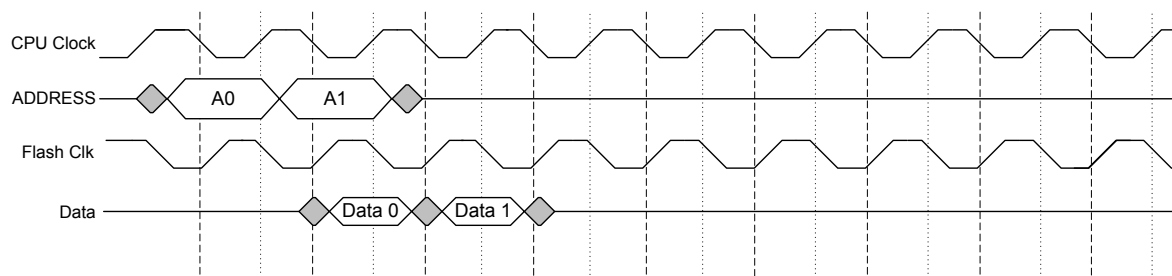 CPU Clock
ADDRESS A0 A1
Flash Clk
Data Data 0 Data 1